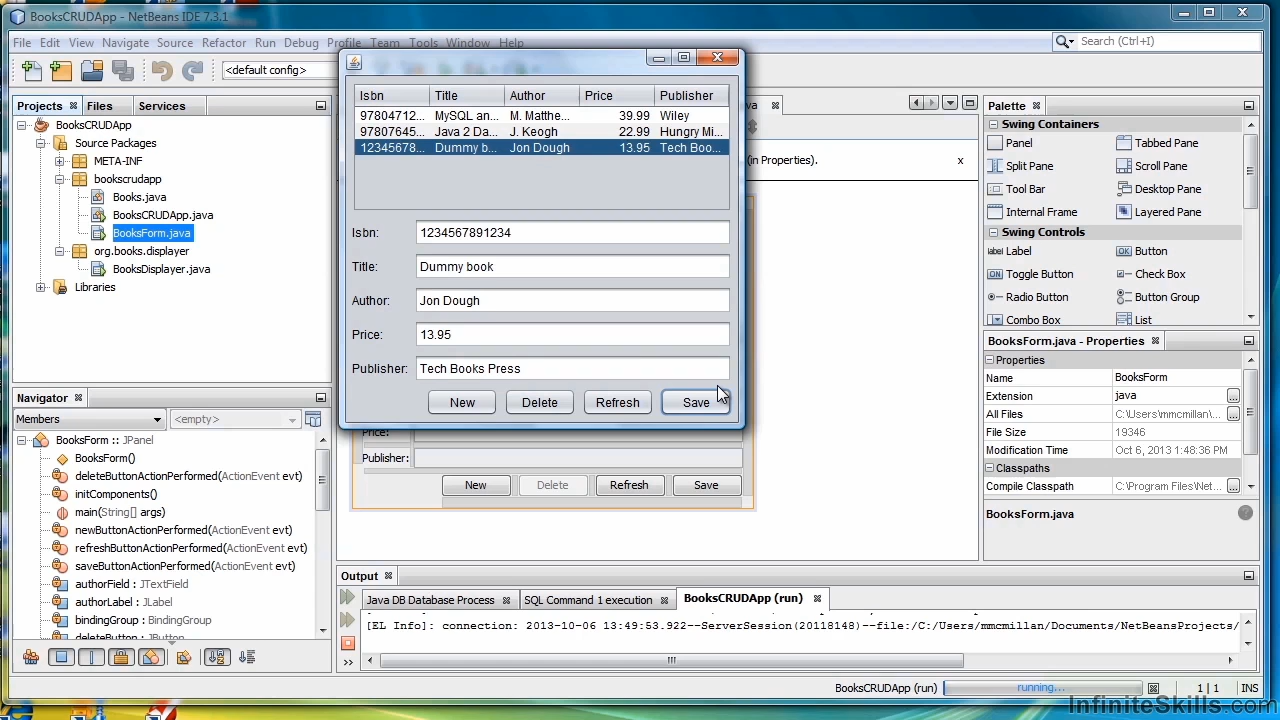 BooksCRUDApp - NetBeans IDE 7.3.1
File Edit View Navigate Source Refactor Run Debug Profile Team Tools Window Help
Search (Ctrl+I)
<default config>
Projects Files Services
BooksCRUDApp
Source Packages
META-INF
bookscrudapp
Books.java
BooksCRUDApp.java
BooksForm.java
org.books.displayer
BooksDisplayer.java
Libraries
Navigator
Members <empty>
BooksForm :: JPanel
BooksForm()
deleteButtonActionPerformed(ActionEvent evt)
initComponents()
main(String[] args)
newButtonActionPerformed(ActionEvent evt)
refreshButtonActionPerformed(ActionEvent evt)
saveButtonActionPerformed(ActionEvent evt)
authorField : JTextField
authorLabel : JLabel
bindingGroup : BindingGroup
deleteButton : JButton
Isbn Title Author Price Publisher
97804712... MySQL an... M. Matthe... 39.99 Wiley
97807645... Java 2 Da... J. Keogh 22.99 Hungry Mi...
12345678... Dummy b... Jon Dough 13.95 Tech Boo...
Isbn: 1234567891234
Title: Dummy book
Author: Jon Dough
Price: 13.95
Publisher: Tech Books Press
New Delete Refresh Save
(in Properties). x
Price:
Publisher:
New Delete Refresh Save
Output
Java DB Database Process SQL Command 1 execution BooksCRUDApp (run)
[EL Info]: connection: 2013-10-06 13:49:53.922--ServerSession(20118148)--file:/C:/Users/mmcmillan/Documents/NetBeansProjects/
Palette
Swing Containers
Panel Tabbed Pane
Split Pane Scroll Pane
Tool Bar Desktop Pane
Internal Frame Layered Pane
Swing Controls
Label Button
Toggle Button Check Box
Radio Button Button Group
Combo Box List
BooksForm.java - Properties
Properties
Name BooksForm
Extension java
All Files C:\Users\mmcmillan\...
File Size 19346
Modification Time Oct 6, 2013 1:48:36 PM
Classpaths
Compile Classpath C:\Program Files\Net...
BooksForm.java
BooksCRUDApp (run) running... 1 | 1 INS
InfiniteSkills.com